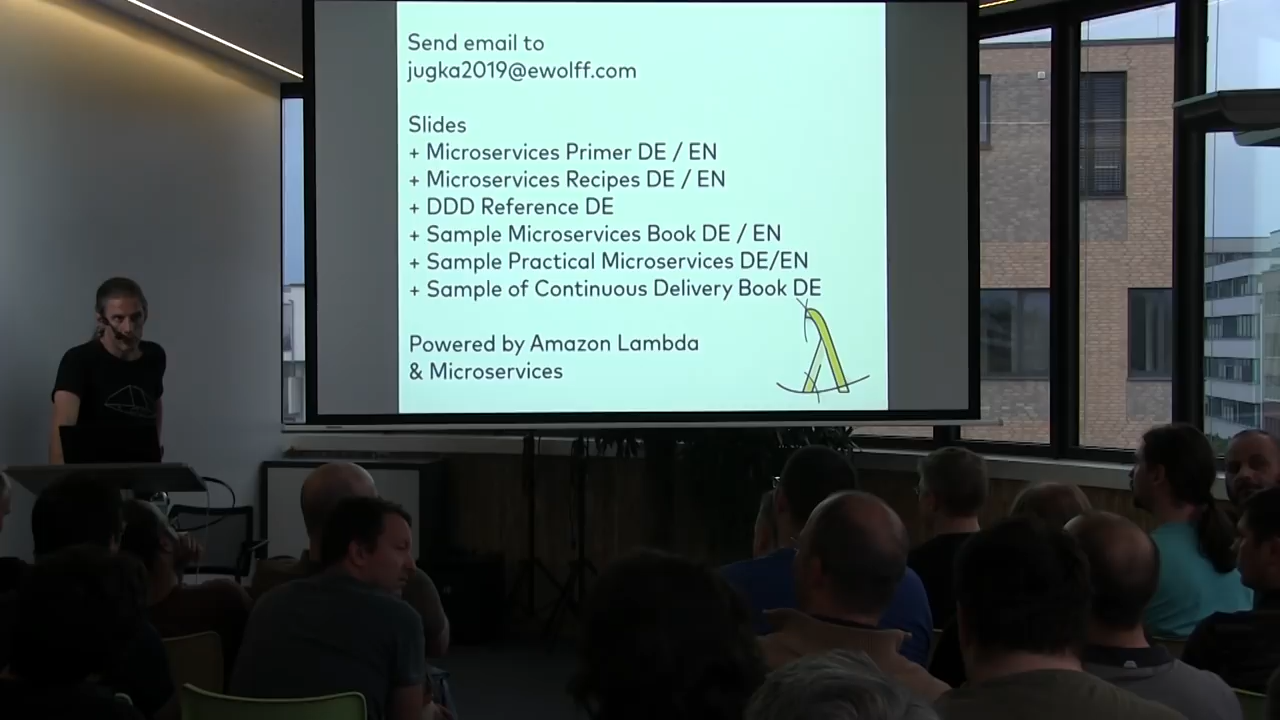 Send email to
jugka2019@ewolff.com
Slides
+ Microservices Primer DE / EN
+ Microservices Recipes DE / EN
+ DDD Reference DE
+ Sample Microservices Book DE / EN
+ Sample Practical Microservices DE/EN
+ Sample of Continuous Delivery Book DE
Powered by Amazon Lambda
& Microservices